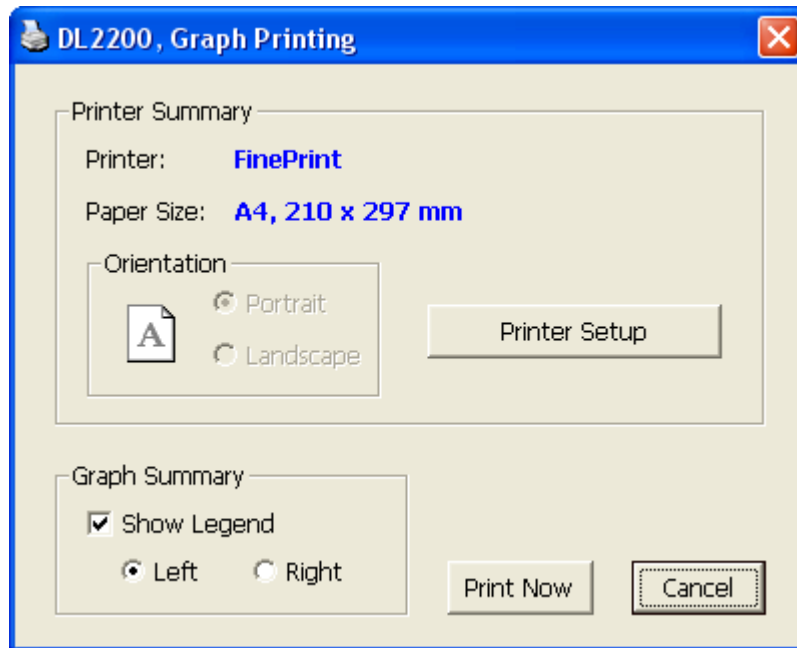 DL2200, Graph Printing
Printer Summary
Printer: FinePrint
Paper Size: A4, 210 x 297 mm
Orientation
A
Portrait
Landscape
Printer Setup
Graph Summary
Show Legend
Left Right
Print Now Cancel